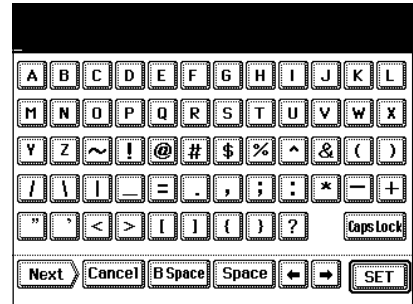 _
A B C D E F G H I J K L
M N O P Q R S T U V W X
Y Z ~ ! @ # $ % ^ & ( )
/ \ | _ = . , ; : * - +
" ' < > [ ] { } ? Caps Lock
Next Cancel B Space Space ← → SET